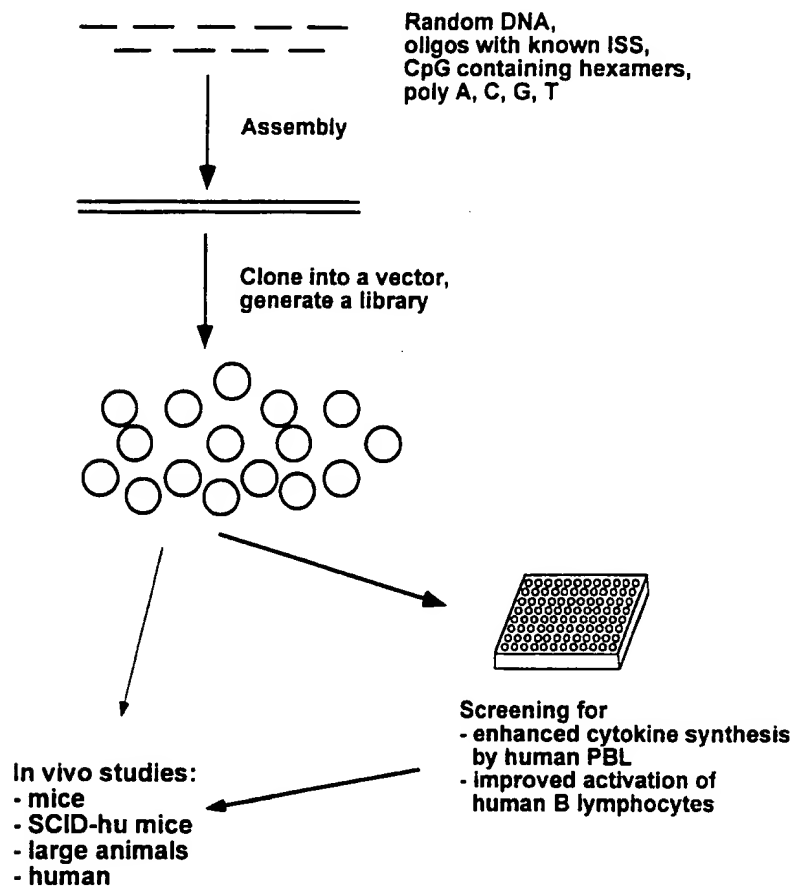 Random DNA,
oligos with known ISS,
CpG containing hexamers,
poly A, C, G, T
Assembly
Clone into a vector,
generate a library
Screening for
- enhanced cytokine synthesis
by human PBL
- improved activation of
human B lymphocytes
In vivo studies:
- mice
- SCID-hu mice
- large animals
- human